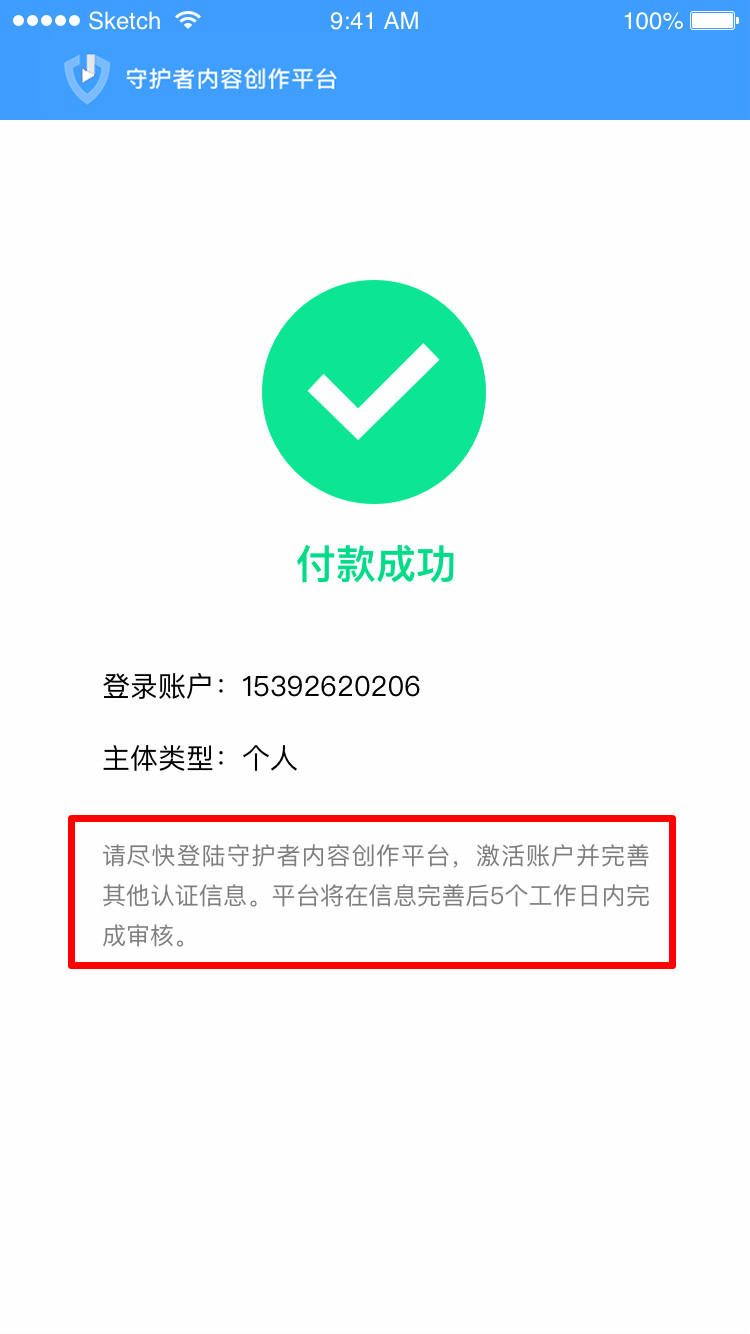 Sketch 9:41 AM 100%
守护者内容创作平台
付款成功
登录账户：15392620206
主体类型：个人
请尽快登陆守护者内容创作平台，激活账户并完善
其他认证信息。平台将在信息完善后5个工作日内完
成审核。